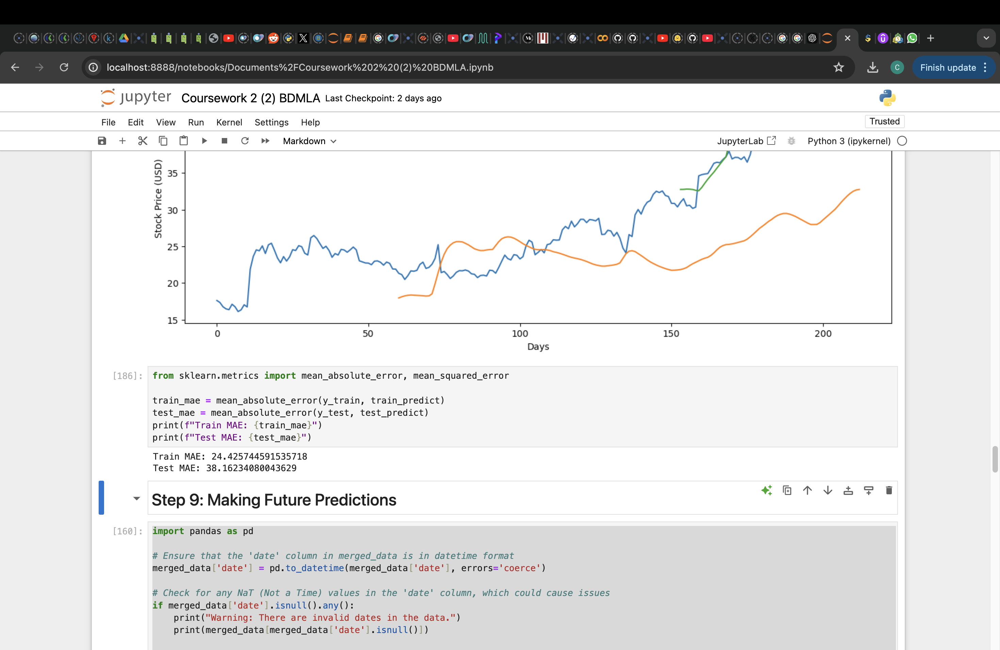 localhost:8888/notebooks/Documents%2FCoursework%202%20(2)%20BDMLA.ipynb
C
Finish update
jupyter
Coursework 2 (2) BDMLA
Last Checkpoint: 2 days ago
File Edit View Run Kernel Settings Help
Trusted
Markdown
JupyterLab
Python 3 (ipykernel)
Stock Price (USD)
35
30
25
20
15
0 50 100 150 200
Days
[186]:
from sklearn.metrics import mean_absolute_error, mean_squared_error
train_mae = mean_absolute_error(y_train, train_predict)
test_mae = mean_absolute_error(y_test, test_predict)
print(f"Train MAE: {train_mae}")
print(f"Test MAE: {test_mae}")
Train MAE: 24.425744591535718
Test MAE: 38.16234080043629
Step 9: Making Future Predictions
[160]:
import pandas as pd
# Ensure that the 'date' column in merged_data is in datetime format
merged_data['date'] = pd.to_datetime(merged_data['date'], errors='coerce')
# Check for any NaT (Not a Time) values in the 'date' column, which could cause issues
if merged_data['date'].isnull().any():
    print("Warning: There are invalid dates in the data.")
    print(merged_data[merged_data['date'].isnull()])